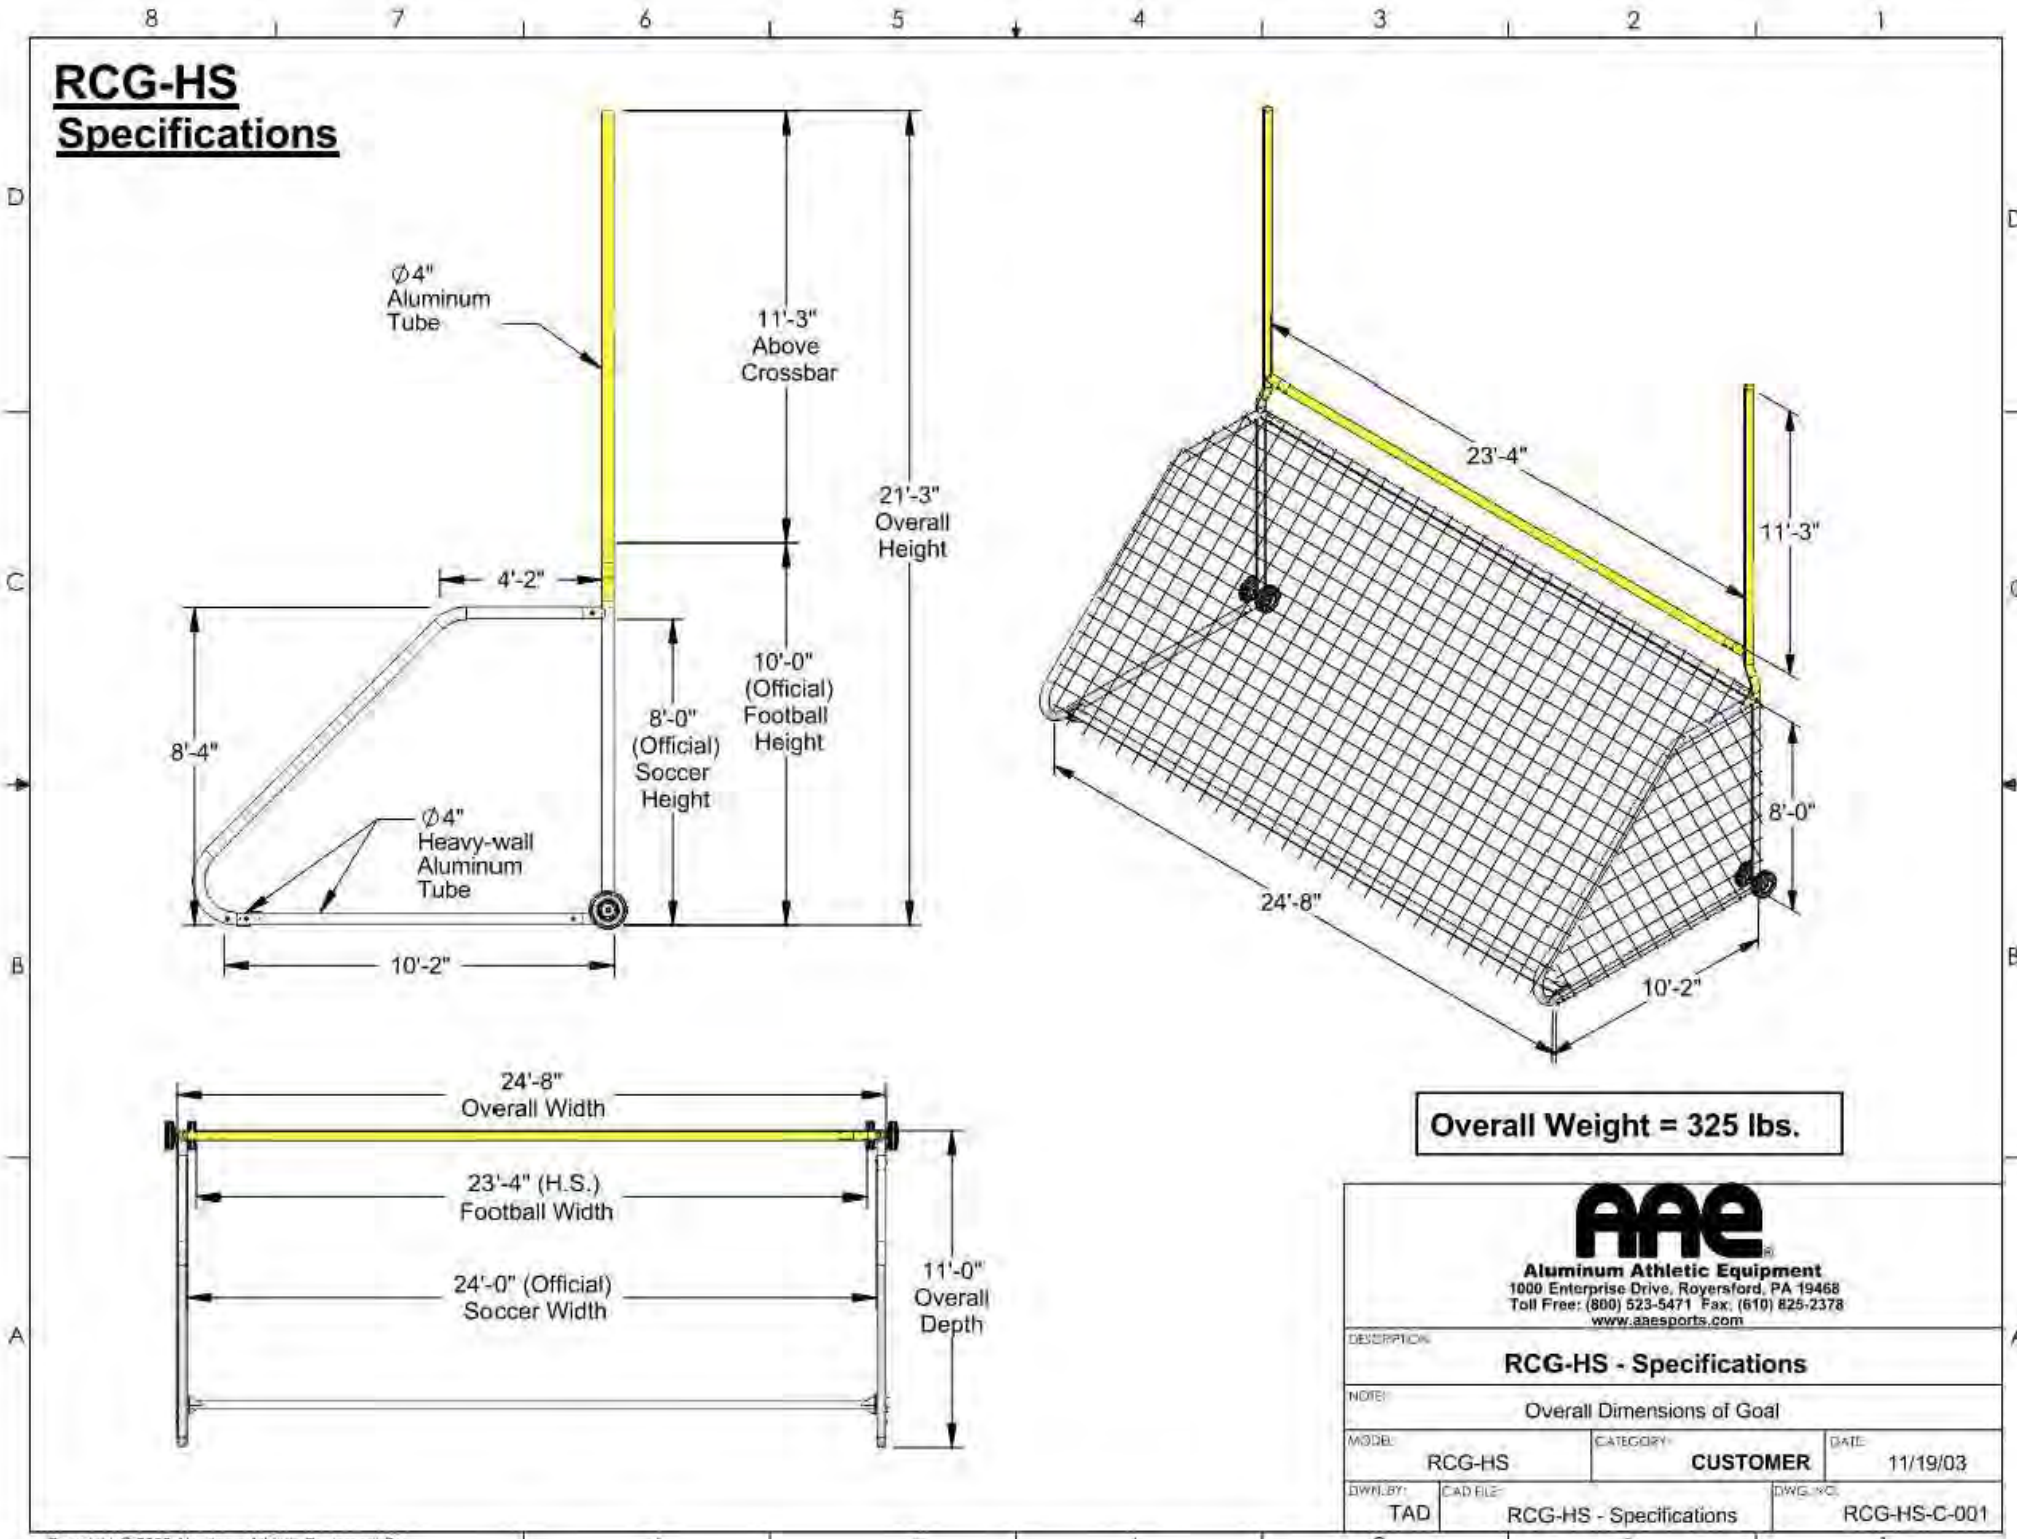 8 7 6 5 4 3 2 1
RCG-HS
Specifications
D
C
B
A
D
Ø4"
Aluminum
Tube
11'-3"
Above
Crossbar
21'-3"
Overall
Height
4'-2"
10'-0"
(Official)
Football
Height
8'-0"
(Official)
Soccer
Height
8'-4"
Ø4"
Heavy-wall
Aluminum
Tube
10'-2"
23'-4"
11'-3"
8'-0"
24'-8"
10'-2"
24'-8"
Overall Width
23'-4" (H.S.)
Football Width
24'-0" (Official)
Soccer Width
11'-0"
Overall
Depth
Overall Weight = 325 lbs.
AAE®
Aluminum Athletic Equipment
1000 Enterprise Drive, Royersford, PA 19468
Toll Free: (800) 523-5471 Fax: (610) 825-2378
www.aaesports.com
DESCRIPTION:
RCG-HS - Specifications
NOTE:
Overall Dimensions of Goal
MODEL: CATEGORY: DATE:
RCG-HS CUSTOMER 11/19/03
DWN. BY: CAD FILE: DWG. NO.
TAD RCG-HS - Specifications RCG-HS-C-001